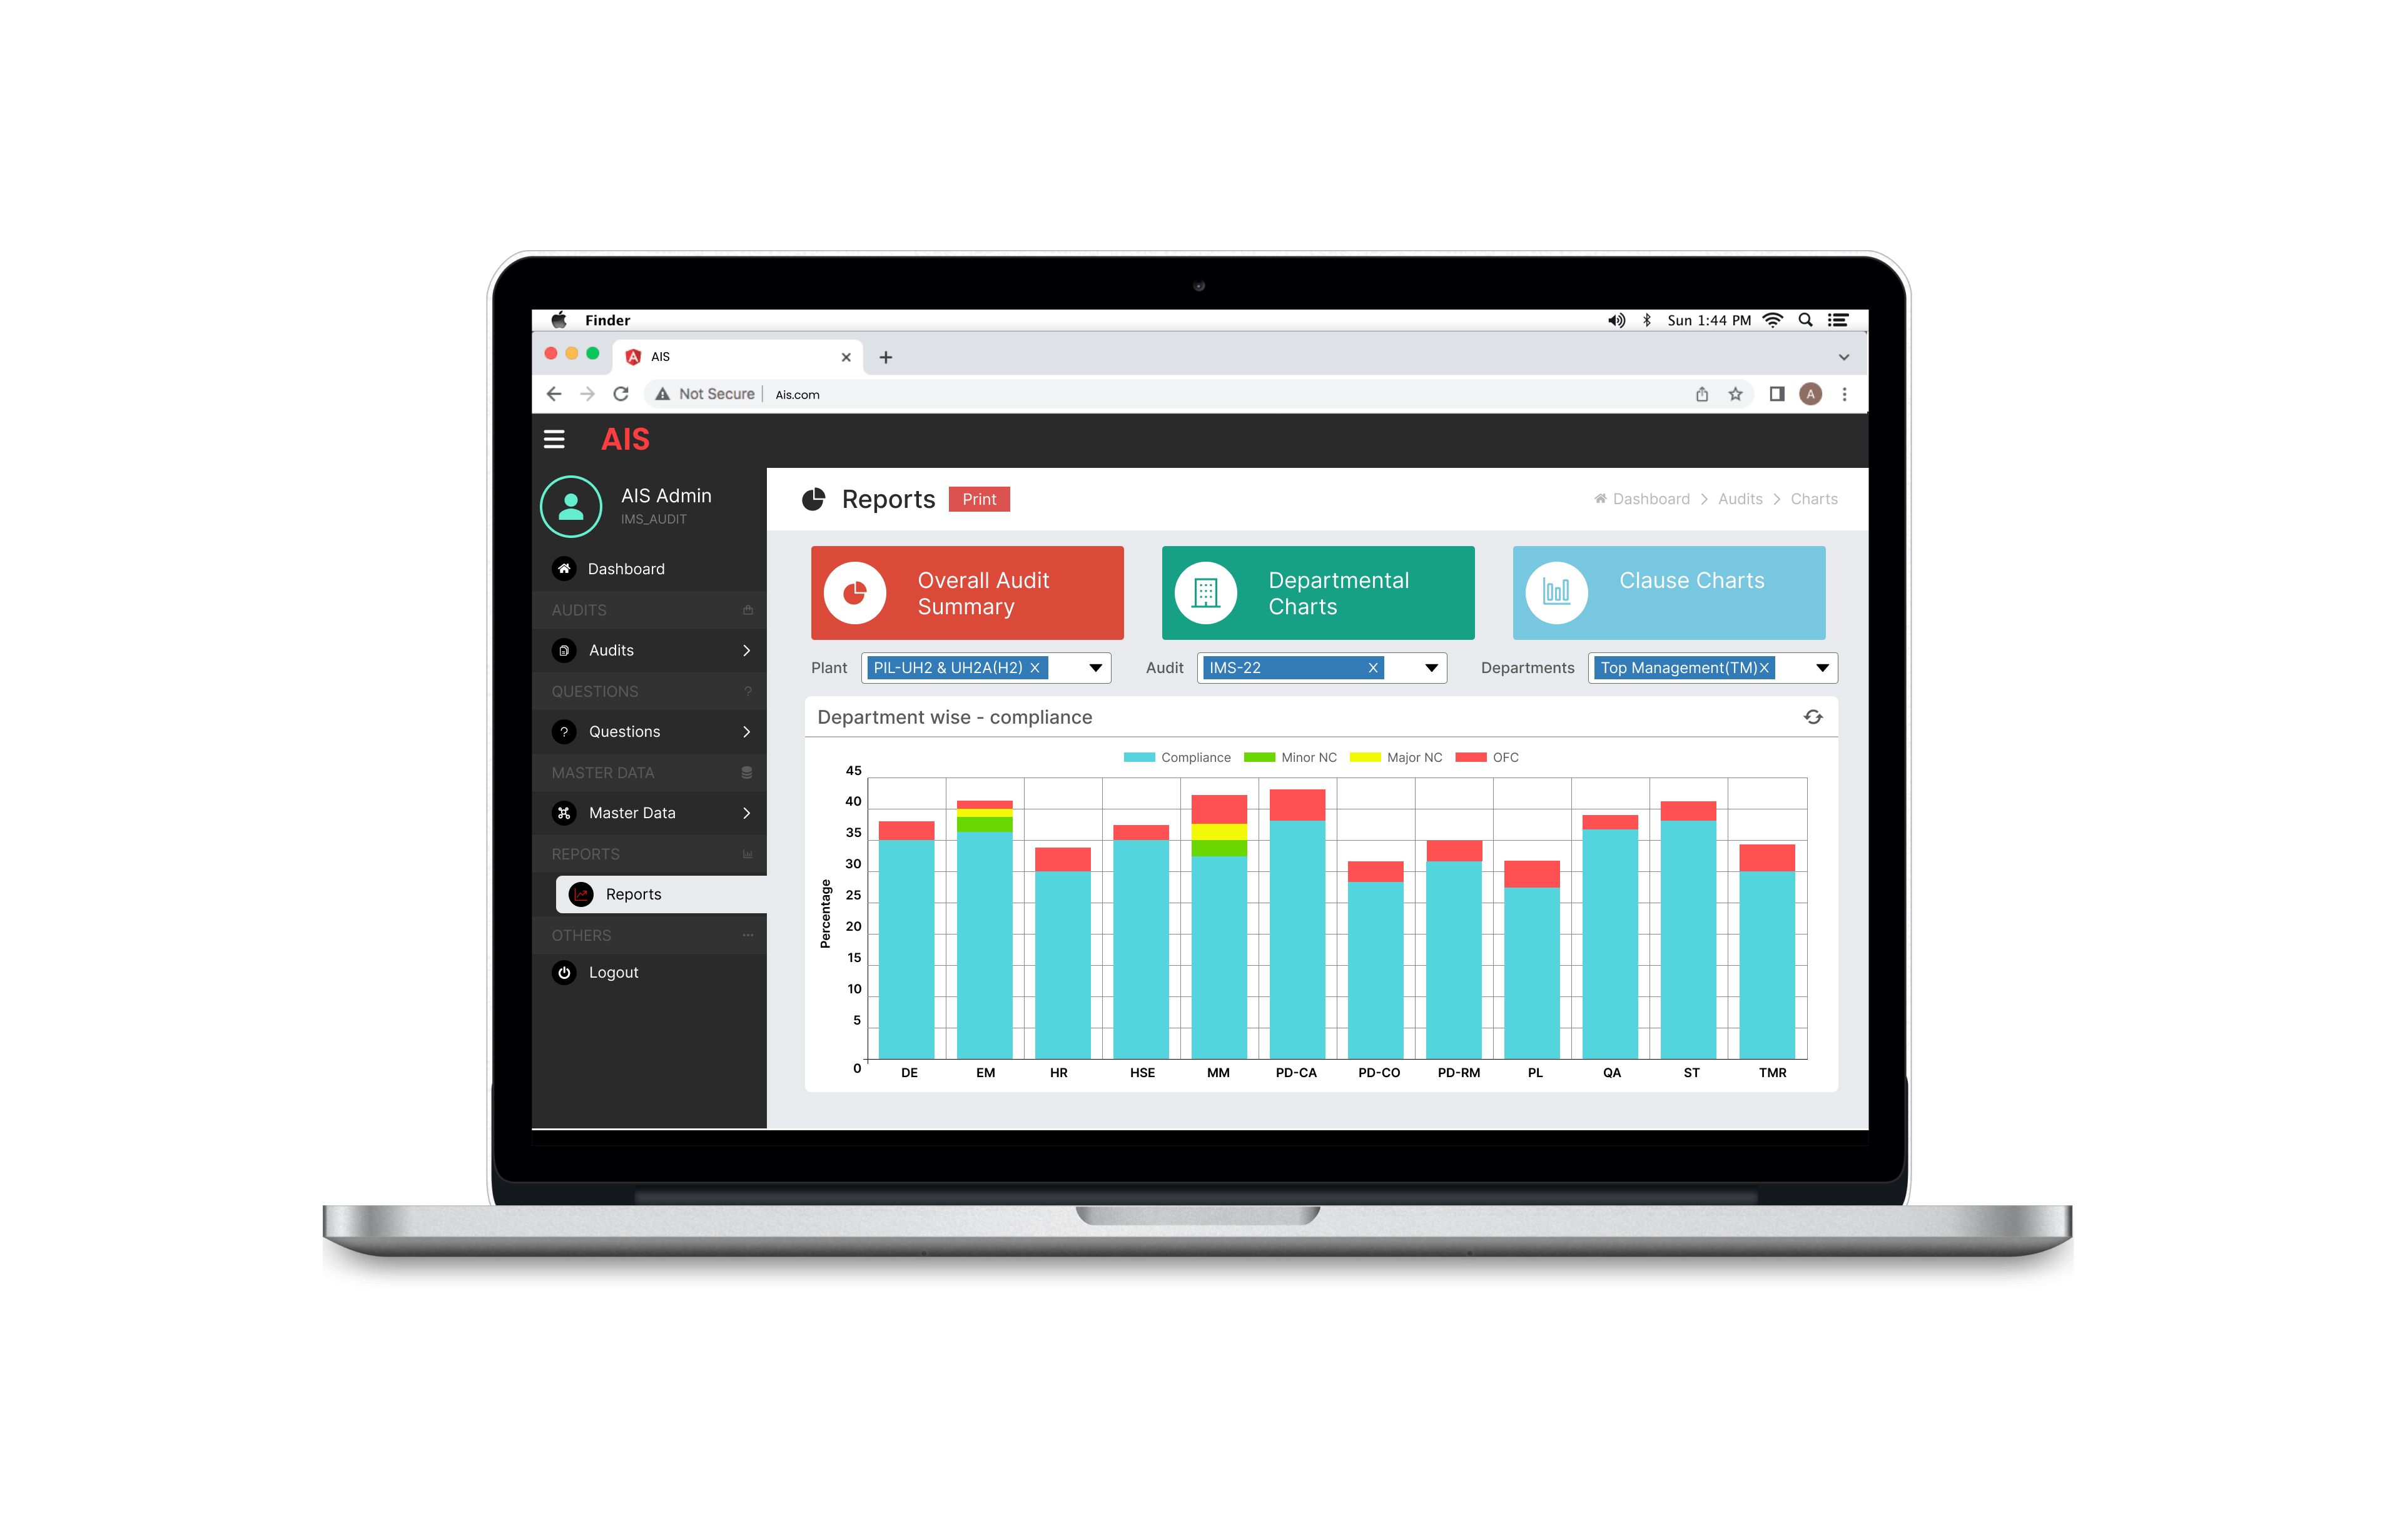 Finder
Sun 1:44 PM
AIS
Not Secure
Ais.com
A
AIS
AIS Admin
IMS_AUDIT
Dashboard
AUDITS
Audits
QUESTIONS
?
?
Questions
MASTER DATA
Master Data
REPORTS
Reports
OTHERS
Logout
Reports
Print
Dashboard > Audits > Charts
Overall Audit
Summary
Departmental
Charts
Clause Charts
Plant
PIL-UH2 & UH2A(H2) X
Audit
IMS-22 X
Departments
Top Management(TM)X
Department wise - compliance
Compliance
Minor NC
Major NC
OFC
Percentage
45
40
35
30
25
20
15
10
5
0
DE EM HR HSE MM PD-CA PD-CO PD-RM PL QA ST TMR